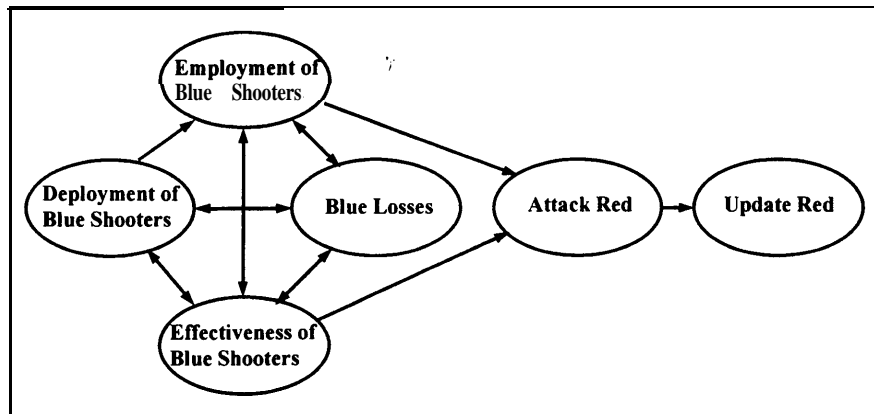 Employment of
Blue Shooters
Deployment of
Blue Shooters
Blue Losses
Attack Red
Update Red
Effectiveness of
Blue Shooters